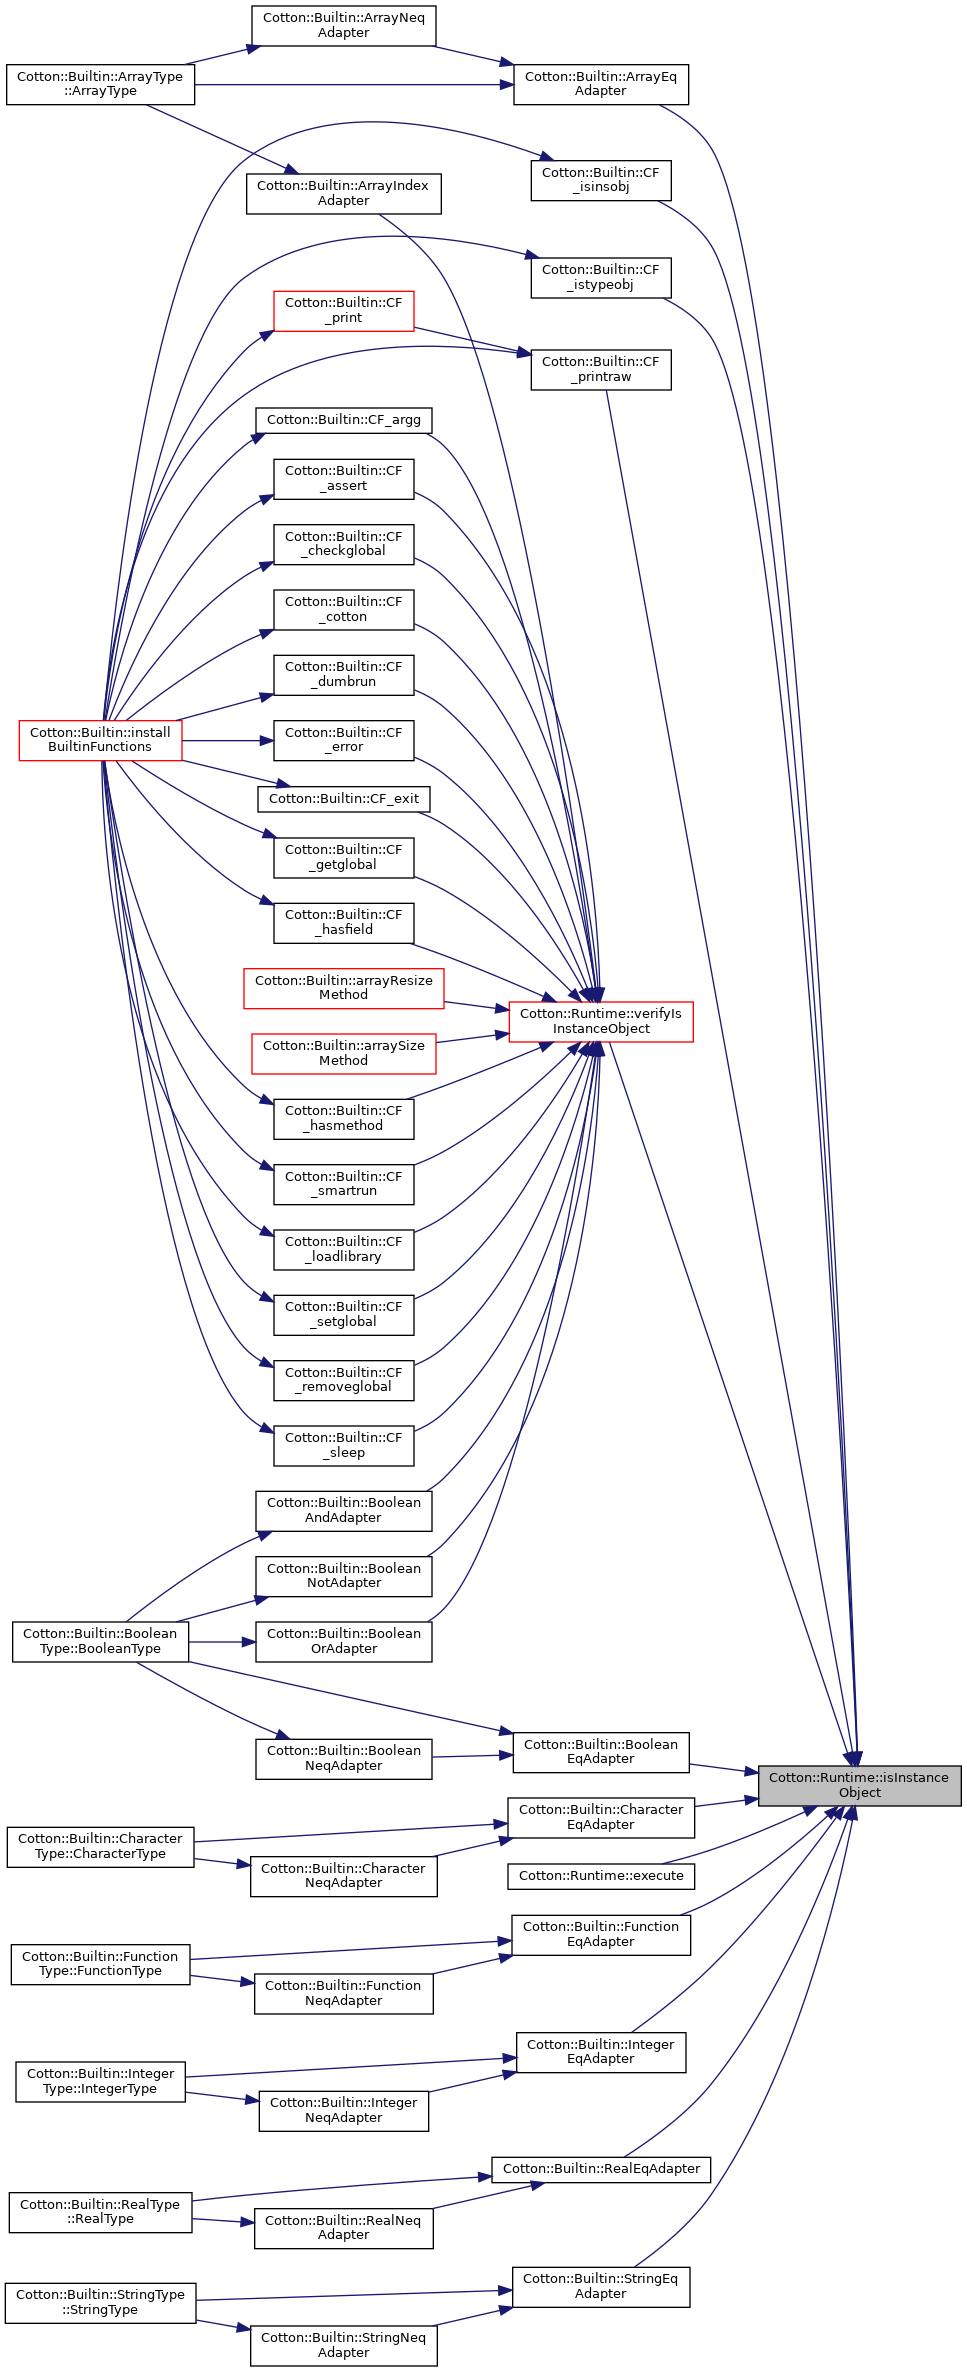 Cotton::Builtin::ArrayNeq
Adapter
Cotton::Builtin::ArrayType
::ArrayType
Cotton::Builtin::ArrayEq
Adapter
Cotton::Builtin::CF
_isinsobj
Cotton::Builtin::ArrayIndex
Adapter
Cotton::Builtin::CF
_istypeobj
Cotton::Builtin::CF
_print
Cotton::Builtin::CF
_printraw
Cotton::Builtin::CF_argg
Cotton::Builtin::CF
_assert
Cotton::Builtin::CF
_checkglobal
Cotton::Builtin::CF
_cotton
Cotton::Builtin::CF
_dumbrun
Cotton::Builtin::install
BuiltinFunctions
Cotton::Builtin::CF
_error
Cotton::Builtin::CF_exit
Cotton::Builtin::CF
_getglobal
Cotton::Builtin::CF
_hasfield
Cotton::Builtin::arrayResize
Method
Cotton::Runtime::verifyIs
InstanceObject
Cotton::Builtin::arraySize
Method
Cotton::Builtin::CF
_hasmethod
Cotton::Builtin::CF
_smartrun
Cotton::Builtin::CF
_loadlibrary
Cotton::Builtin::CF
_setglobal
Cotton::Builtin::CF
_removeglobal
Cotton::Builtin::CF
_sleep
Cotton::Builtin::Boolean
AndAdapter
Cotton::Builtin::Boolean
NotAdapter
Cotton::Builtin::Boolean
Type::BooleanType
Cotton::Builtin::Boolean
OrAdapter
Cotton::Builtin::Boolean
EqAdapter
Cotton::Builtin::Boolean
NeqAdapter
Cotton::Runtime::isInstance
Object
Cotton::Builtin::Character
EqAdapter
Cotton::Builtin::Character
Type::CharacterType
Cotton::Builtin::Character
NeqAdapter
Cotton::Runtime::execute
Cotton::Builtin::Function
EqAdapter
Cotton::Builtin::Function
Type::FunctionType
Cotton::Builtin::Function
NeqAdapter
Cotton::Builtin::Integer
EqAdapter
Cotton::Builtin::Integer
Type::IntegerType
Cotton::Builtin::Integer
NeqAdapter
Cotton::Builtin::RealEqAdapter
Cotton::Builtin::RealType
::RealType
Cotton::Builtin::RealNeq
Adapter
Cotton::Builtin::StringEq
Adapter
Cotton::Builtin::StringType
::StringType
Cotton::Builtin::StringNeq
Adapter